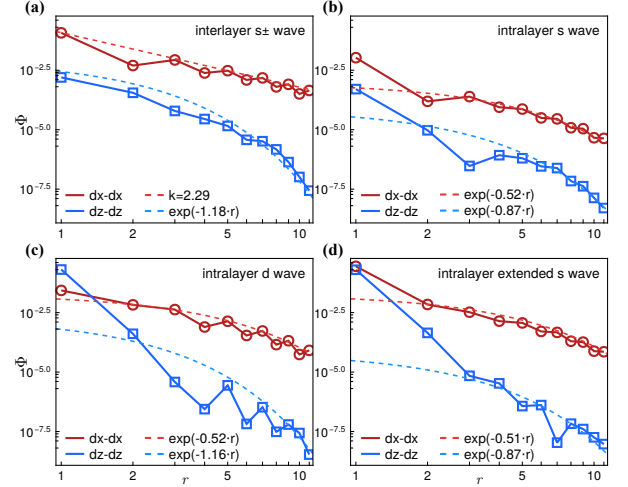 (a)
interlayer s± wave
10^-2.5
10^-5.0
10^-7.5
Φ
dx-dx
k=2.29
dz-dz
exp(-1.18·r)
1 2 5 10
(b)
intralayer s wave
10^-2.5
10^-5.0
10^-7.5
dx-dx
exp(-0.52·r)
dz-dz
exp(-0.87·r)
1 2 5 10
(c)
intralayer d wave
10^-2.5
10^-5.0
10^-7.5
Φ
dx-dx
exp(-0.52·r)
dz-dz
exp(-1.16·r)
1 2 5 10
r
(d)
intralayer extended s wave
10^-2.5
10^-5.0
10^-7.5
dx-dx
exp(-0.51·r)
dz-dz
exp(-0.87·r)
1 2 5 10
r